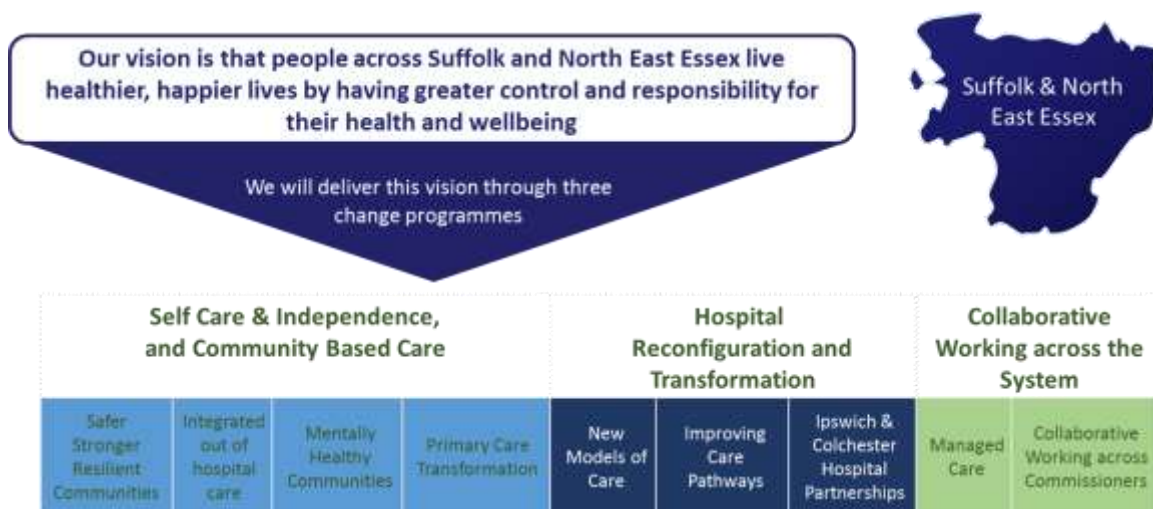 Our vision is that people across Suffolk and North East Essex live
healthier, happier lives by having greater control and responsibility for
their health and wellbeing
Suffolk & North
East Essex
We will deliver this vision through three
change programmes
Self Care & Independence,
and Community Based Care
Hospital
Reconfiguration and
Transformation
Collaborative
Working across the
System
Safer
Stronger
Resilient
Communities
Integrated
out of
hospital
care
Mentally
Healthy
Communities
Primary Care
Transformation
New
Models of
Care
Improving
Care
Pathways
Ipswich &
Colchester
Hospital
Partnerships
Managed
Care
Collaborative
Working across
Commissioners